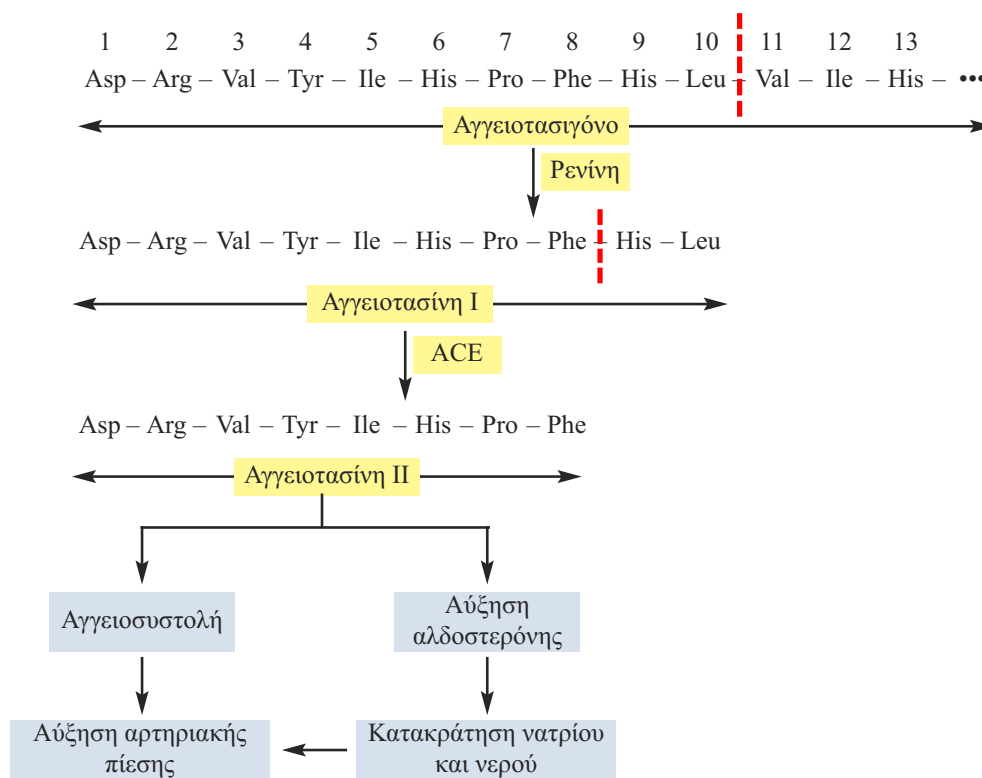 1 2 3 4 5 6 7 8 9 10 11 12 13
Asp – Arg – Val – Tyr – Ile – His – Pro – Phe – His – Leu – Val – Ile – His – •••
Αγγειοτασιγόνο
Ρενίνη
Asp – Arg – Val – Tyr – Ile – His – Pro – Phe – His – Leu
Αγγειοτασίνη I
ACE
Asp – Arg – Val – Tyr – Ile – His – Pro – Phe
Αγγειοτασίνη II
Αγγειοσυστολή
Αύξηση
αλδοστερόνης
Αύξηση αρτηριακής
πίεσης
Κατακράτηση νατρίου
και νερού